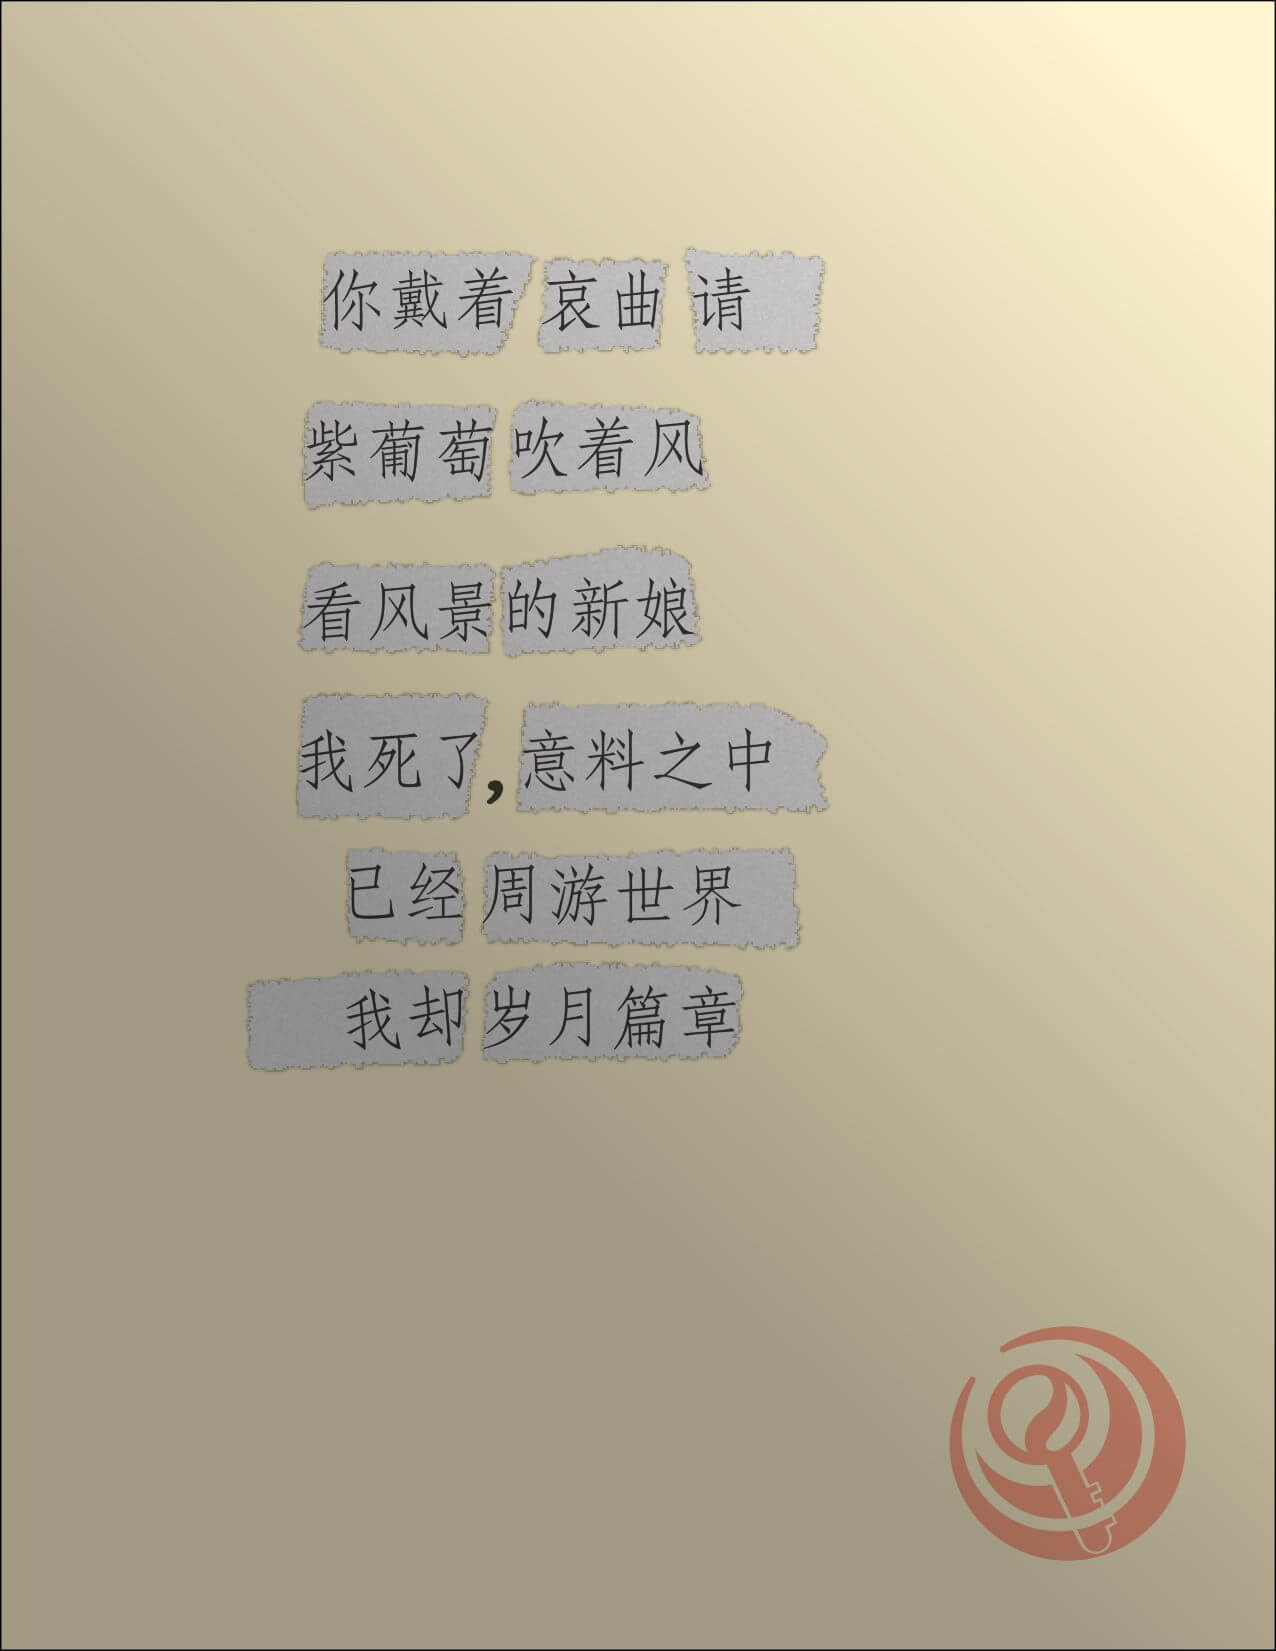 你戴着 哀曲 请
紫葡萄 吹着风
看风景 的新娘
我死了, 意料之中
已经 周游世界
我却 岁月篇章